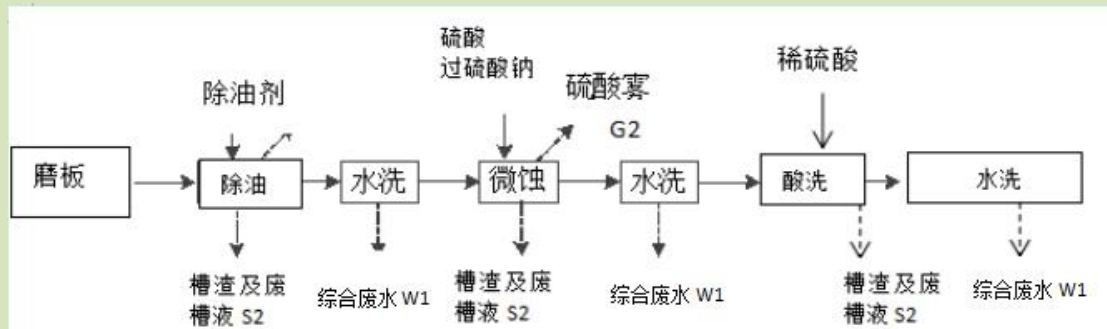 硫酸
过硫酸钠
稀硫酸
除油剂
硫酸雾
G2
磨板
除油
水洗
微蚀
水洗
酸洗
水洗
槽渣及废
槽液 S2
综合废水 W1
槽渣及废
槽液 S2
综合废水 W1
槽渣及废
槽液 S2
综合废水 W1